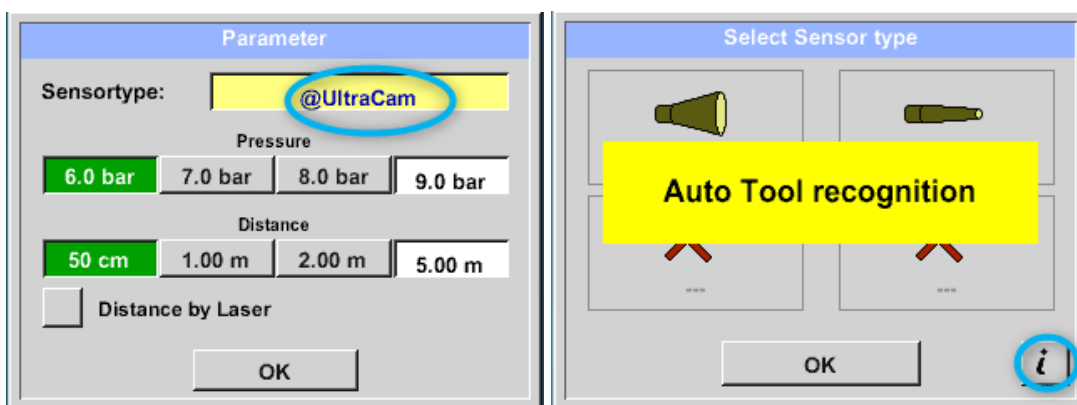 Parameter
Sensortype: @UltraCam
Pressure
6.0 bar 7.0 bar 8.0 bar 9.0 bar
Distance
50 cm 1.00 m 2.00 m 5.00 m
Distance by Laser
OK
Select Sensor type
Auto Tool recognition
--- ---
OK i